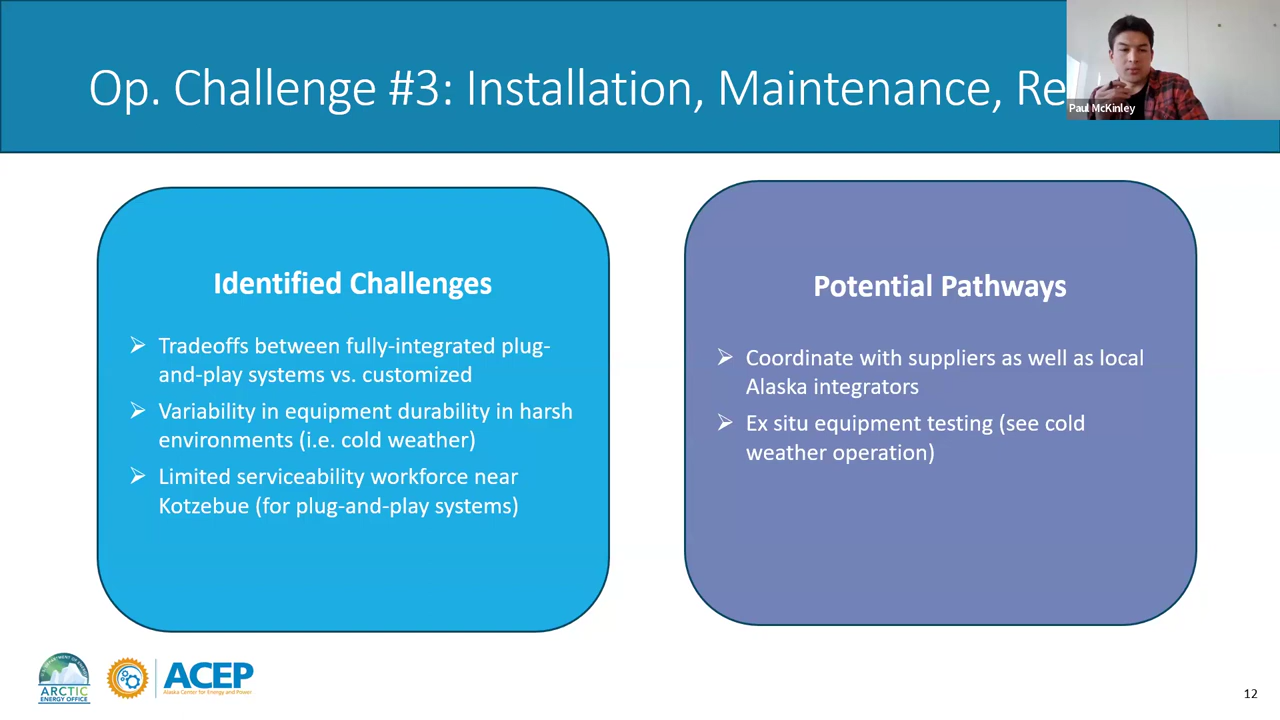 Op. Challenge #3: Installation, Maintenance, Re
Paul McKinley
Identified Challenges
➢ Tradeoffs between fully-integrated plug-
and-play systems vs. customized
➢ Variability in equipment durability in harsh
environments (i.e. cold weather)
➢ Limited serviceability workforce near
Kotzebue (for plug-and-play systems)
Potential Pathways
➢ Coordinate with suppliers as well as local
Alaska integrators
➢ Ex situ equipment testing (see cold
weather operation)
ARCTIC
ENERGY OFFICE
ACEP
Alaska Center for Energy and Power
12